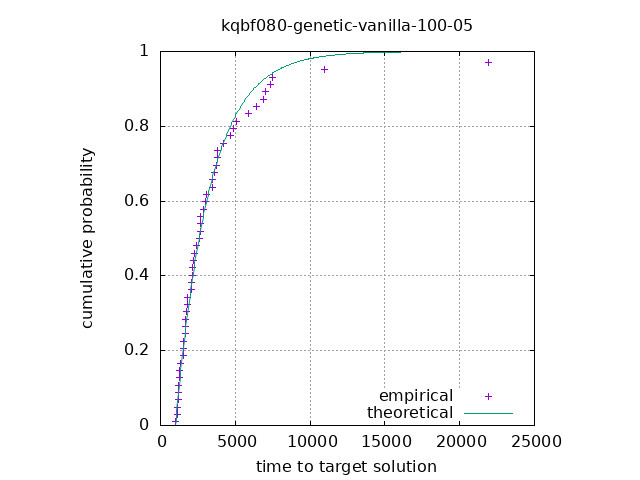 kqbf080-genetic-vanilla-100-05
1
0.8
0.6
0.4
0.2
0
cumulative probability
empirical
theoretical
0 5000 10000 15000 20000 25000
time to target solution